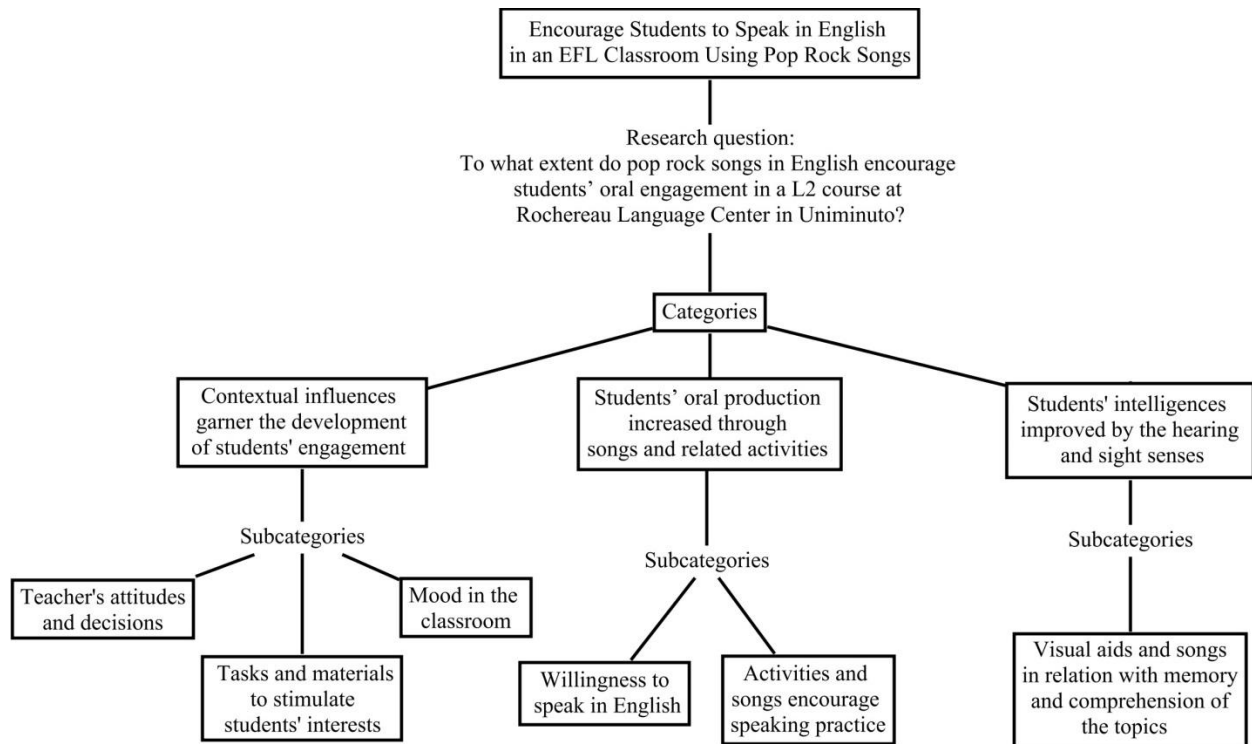 Encourage Students to Speak in English
in an EFL Classroom Using Pop Rock Songs
Research question:
To what extent do pop rock songs in English encourage
students’ oral engagement in a L2 course at
Rochereau Language Center in Uniminuto?
Categories
Contextual influences
garner the development
of students' engagement
Students’ oral production
increased through
songs and related activities
Students' intelligences
improved by the hearing
and sight senses
Subcategories
Subcategories
Subcategories
Teacher's attitudes
and decisions
Tasks and materials
to stimulate
students' interests
Mood in the
classroom
Willingness to
speak in English
Activities and
songs encourage
speaking practice
Visual aids and songs
in relation with memory
and comprehension of
the topics